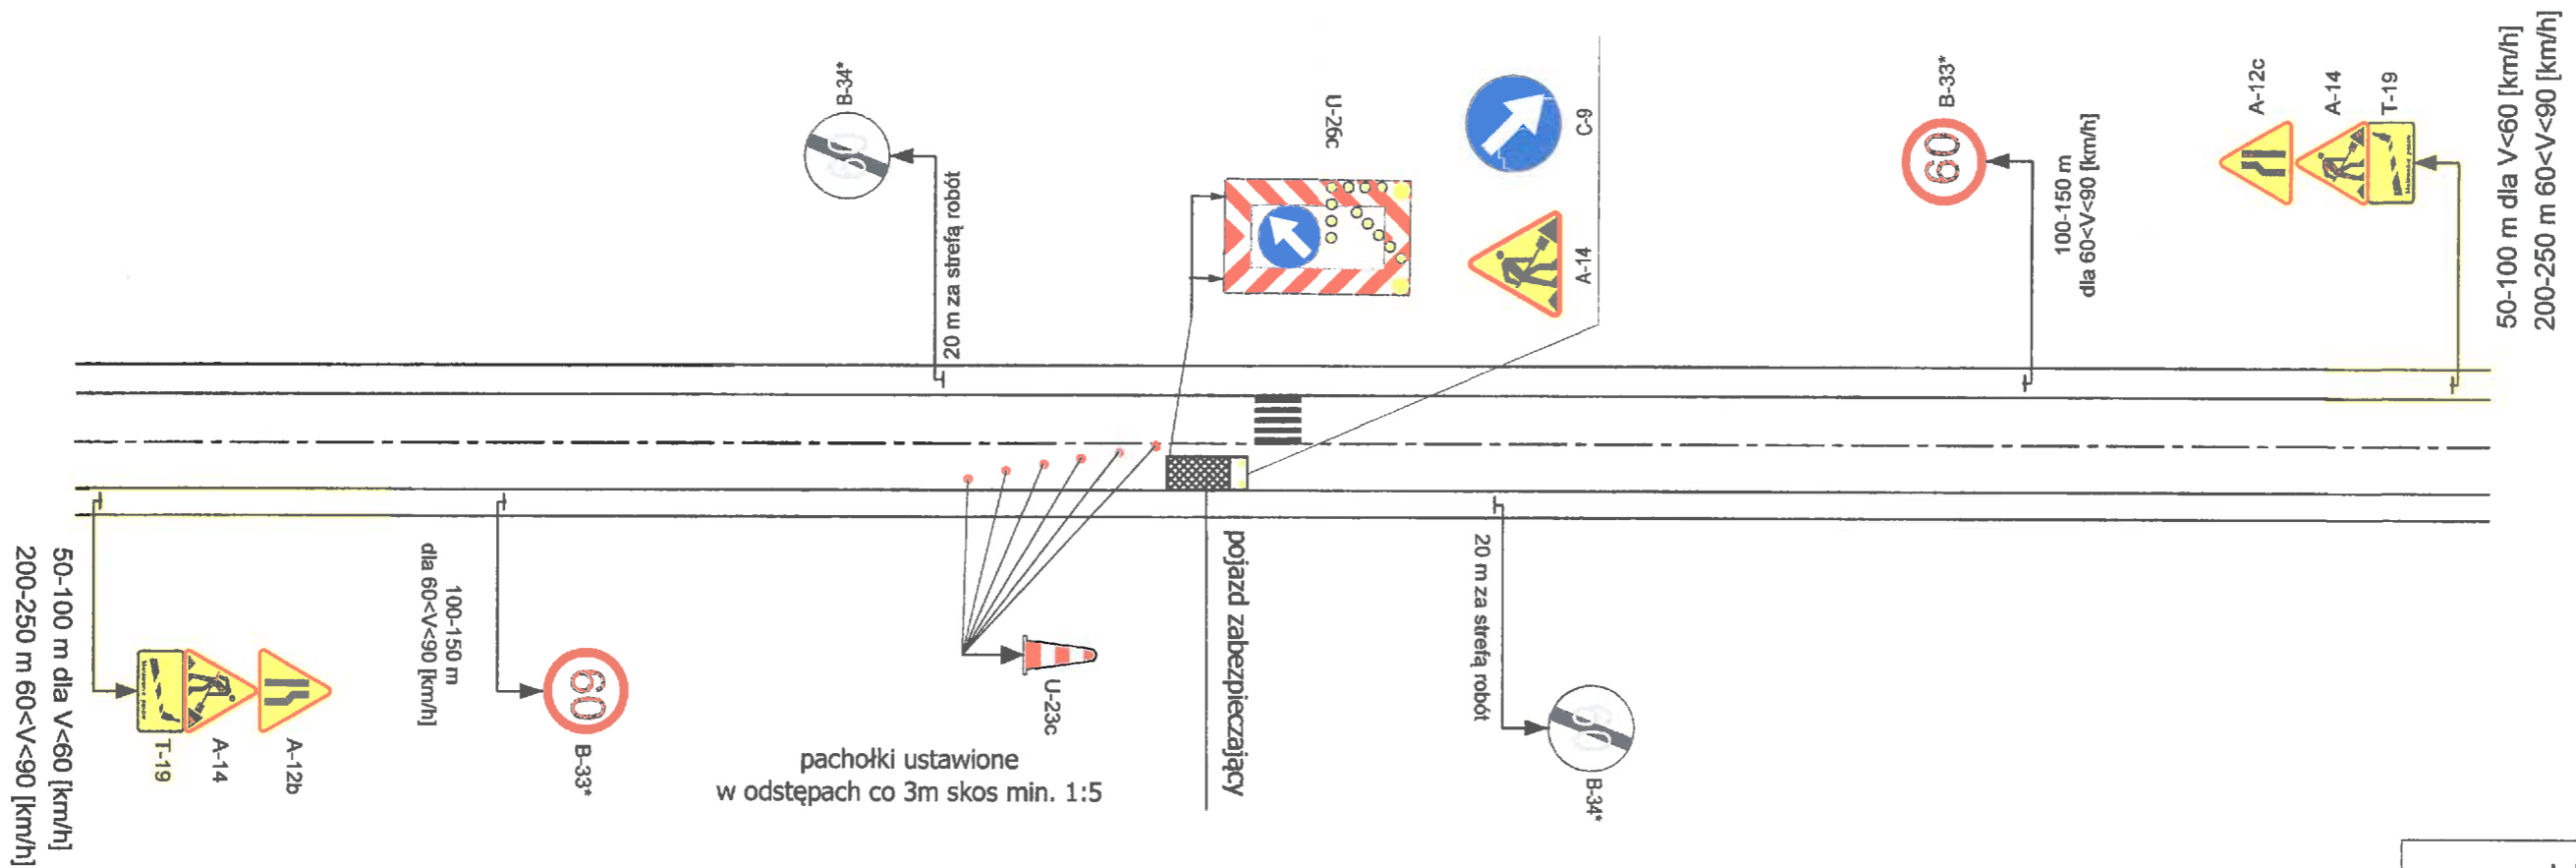 50-100 m dla V<60 [km/h]
200-250 m 60<V<90 [km/h]
T-19
A-14
A-12c
B-33*
60
100-150 m
dla 60<V<90 [km/h]
C-9
A-14
U-26c
B-34*
60
20 m za strefą robót
20 m za strefą robót
B-34*
60
pojazd zabezpieczający
U-23c
pachołki ustawione
w odstępach co 3m skos min. 1:5
B-33*
60
100-150 m
dla 60<V<90 [km/h]
A-12b
A-14
T-19
50-100 m dla V<60 [km/h]
200-250 m 60<V<90 [km/h]